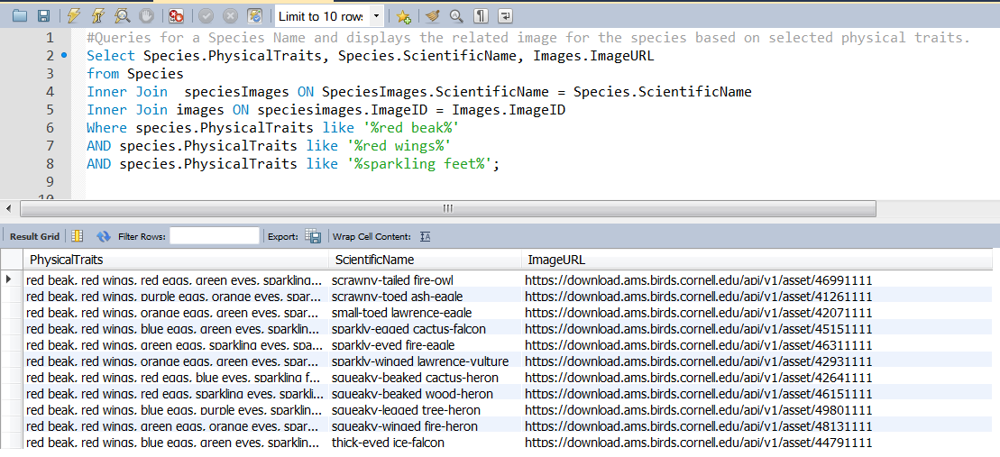 Limit to 10 rows
1 #Queries for a Species Name and displays the related image for the species based on selected physical traits.
2 Select Species.PhysicalTraits, Species.ScientificName, Images.ImageURL
3 from Species
4 Inner Join  speciesImages ON SpeciesImages.ScientificName = Species.ScientificName
5 Inner Join images ON speciesimages.ImageID = Images.ImageID
6 Where species.PhysicalTraits like '%red beak%'
7 AND species.PhysicalTraits like '%red wings%'
8 AND species.PhysicalTraits like '%sparkling feet%';
9
10
Result Grid Filter Rows: Export: Wrap Cell Content: IA
PhysicalTraits ScientificName ImageURL
red beak, red wings, red eggs, green eyes, sparkling... scrawny-tailed fire-owl https://download.ams.birds.cornell.edu/api/v1/asset/46991111
red beak, red wings, purple eggs, orange eyes, spar... scrawny-toed ash-eagle https://download.ams.birds.cornell.edu/api/v1/asset/41261111
red beak, red wings, orange eggs, green eyes, spar... small-toed lawrence-eagle https://download.ams.birds.cornell.edu/api/v1/asset/42071111
red beak, red wings, blue eggs, green eyes, sparklin... sparkly-egged cactus-falcon https://download.ams.birds.cornell.edu/api/v1/asset/45151111
red beak, red wings, green eggs, sparkling eyes, spa... sparkly-eyed fire-eagle https://download.ams.birds.cornell.edu/api/v1/asset/46311111
red beak, red wings, orange eggs, green eyes, spar... sparkly-winged lawrence-vulture https://download.ams.birds.cornell.edu/api/v1/asset/42931111
red beak, red wings, red eggs, blue eyes, sparkling f... squeaky-beaked cactus-heron https://download.ams.birds.cornell.edu/api/v1/asset/42641111
red beak, red wings, red eggs, sparkling eyes, sparkli... squeaky-beaked wood-heron https://download.ams.birds.cornell.edu/api/v1/asset/46151111
red beak, red wings, blue eggs, purple eyes, sparklin... squeaky-legged tree-heron https://download.ams.birds.cornell.edu/api/v1/asset/49801111
red beak, red wings, green eggs, orange eyes, spar... squeaky-winged fire-heron https://download.ams.birds.cornell.edu/api/v1/asset/48131111
red beak, red wings, blue eggs, green eyes, sparklin... thick-eyed ice-falcon https://download.ams.birds.cornell.edu/api/v1/asset/44791111